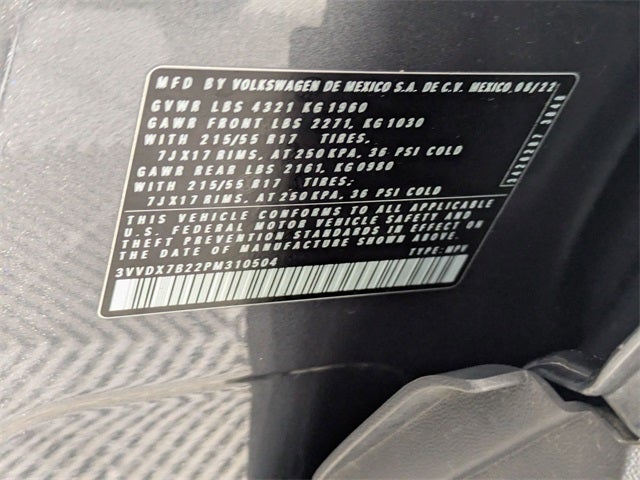 MFD BY VOLKSWAGEN DE MEXICO S.A. DE C.V. MEXICO, 08/22
GVWR LBS 4321 KG 1960
GAWR FRONT LBS 2271, KG 1030
WITH 215/55 R17 TIRES,
7JX17 RIMS, AT 250 KPA, 36 PSI COLD
GAWR REAR LBS 2161, KG 0980
WITH 215/55 R17 TIRES,
7JX17 RIMS, AT 250 KPA, 36 PSI COLD
THIS VEHICLE CONFORMS TO ALL APPLICABLE
U.S. FEDERAL MOTOR VEHICLE SAFETY AND
THEFT PREVENTION STANDARDS IN EFFECT ON
THE DATE OF MANUFACTURE SHOWN ABOVE.
3VVDX7B22PM310504 TYPE: MPV